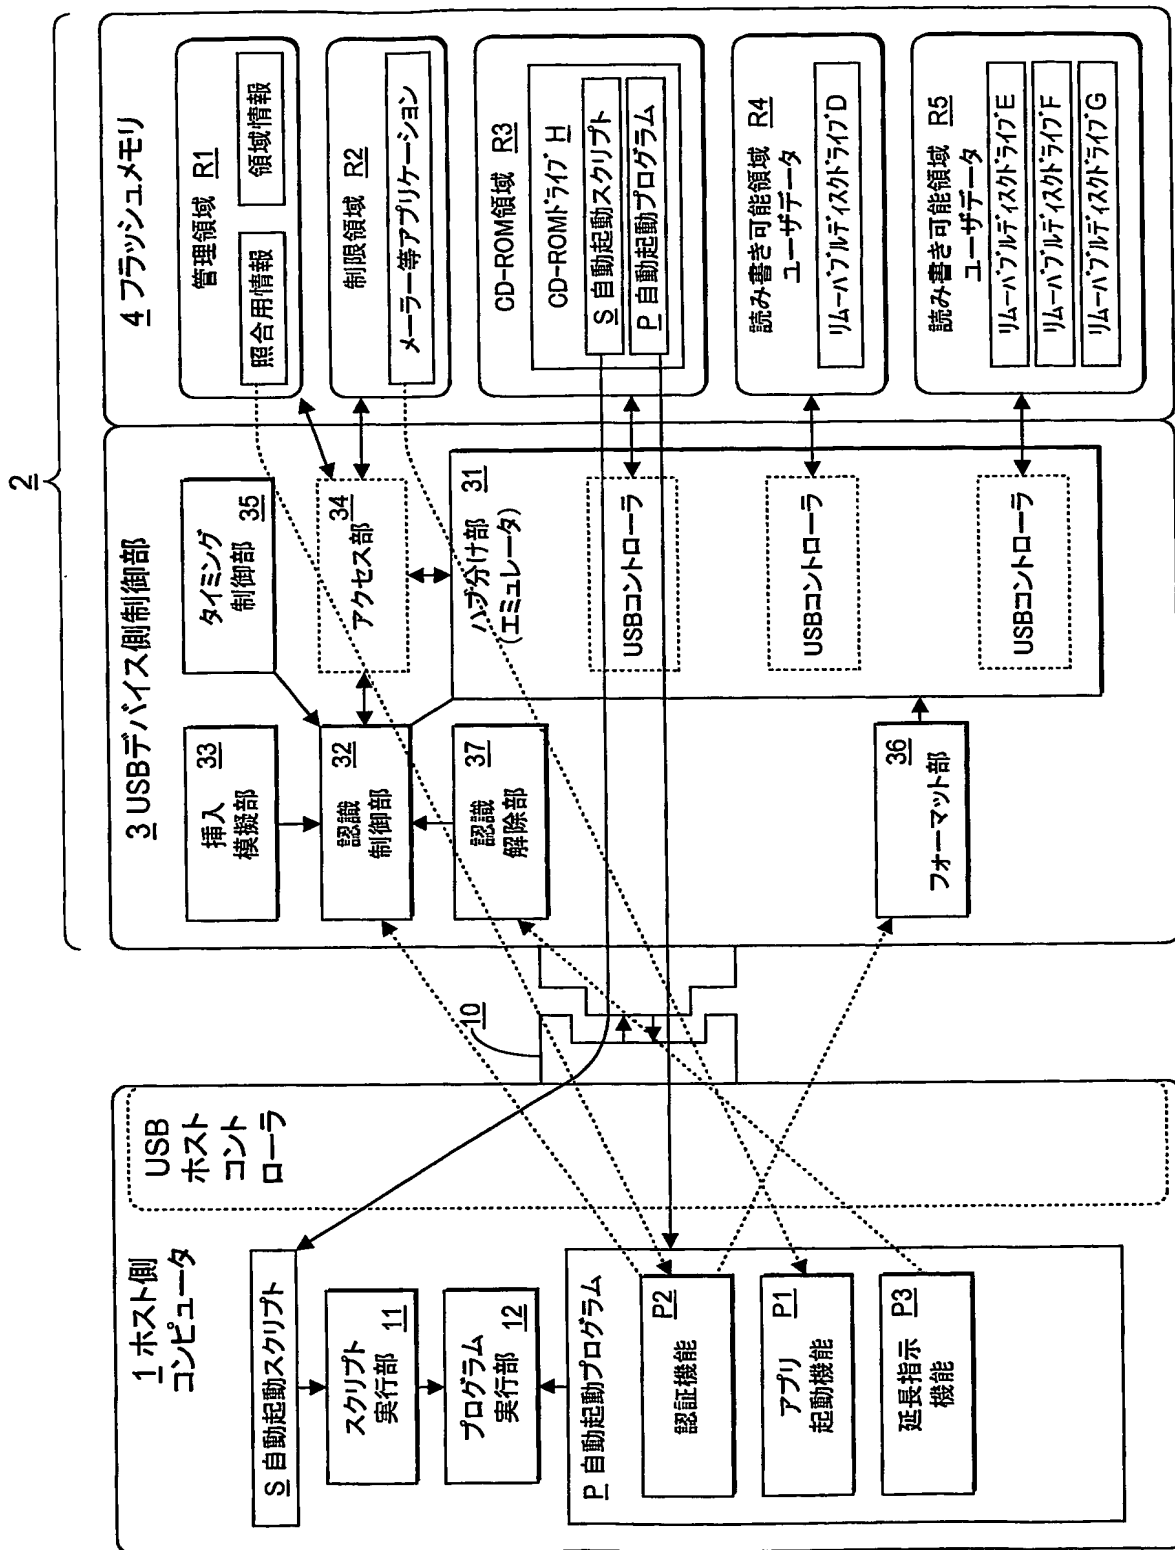 2
1 ホスト側
コンピュータ
S 自動起動スクリプト
スクリプト
実行部 11
プログラム
実行部 12
P 自動起動プログラム
認証機能 P2
アプリ
起動機能 P1
延長指示
機能 P3
USB
ホスト
コント
ローラ
10
3 USBデバイス側制御部
挿入
模擬部 33
認識
制御部 32
認識
解除部 37
フォーマット部 36
タイミング
制御部 35
アクセス部 34
ハブ分け部 31
(エミュレータ)
USBコントローラ
USBコントローラ
USBコントローラ
4 フラッシュメモリ
管理領域 R1
照合用情報
領域情報
制限領域 R2
メーラー等アプリケーション
CD-ROM領域 R3
CD-ROMドライブ H
S 自動起動スクリプト
P 自動起動プログラム
読み書き可能領域 R4
ユーザデータ
リムーバブルディスクドライブD
読み書き可能領域 R5
ユーザデータ
リムーバブルディスクドライブE
リムーバブルディスクドライブF
リムーバブルディスクドライブG